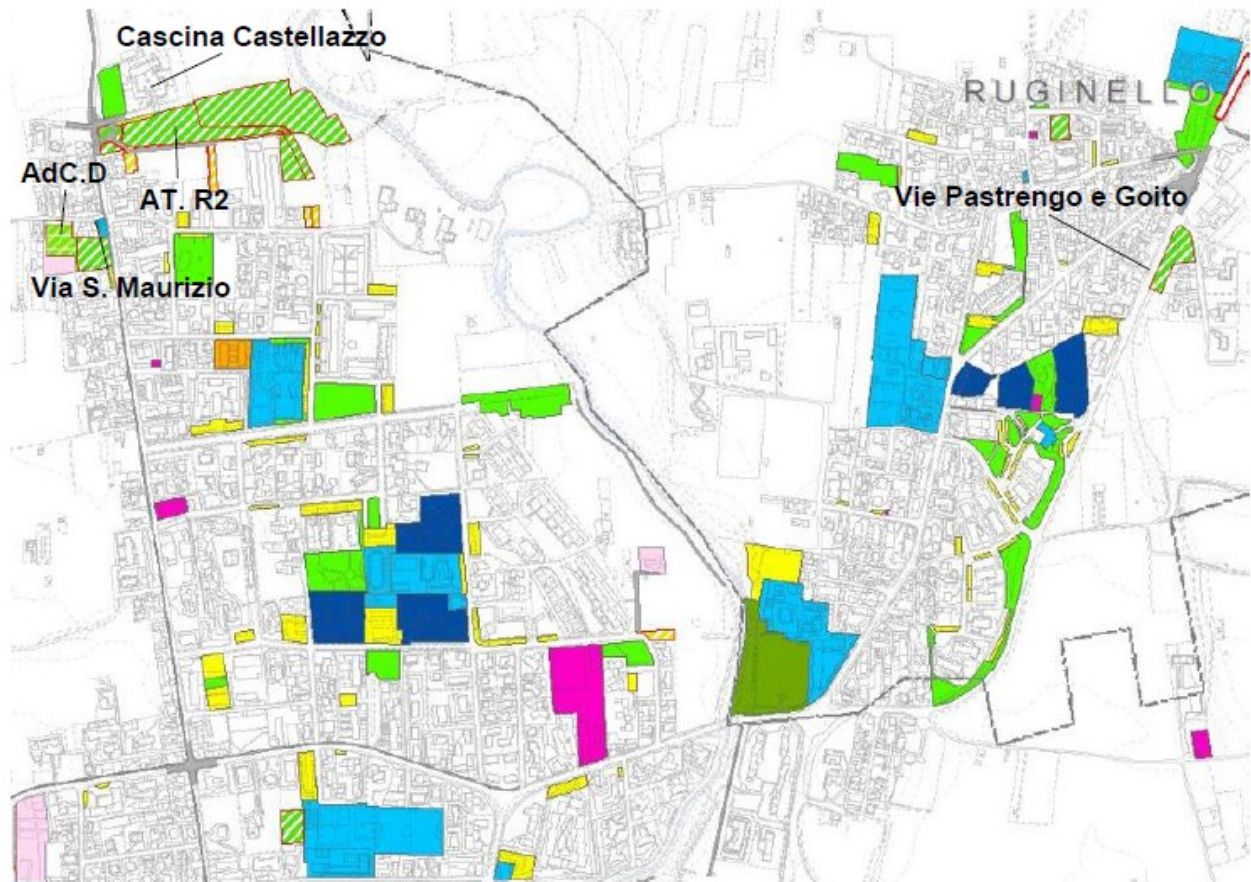 Cascina Castellazzo
RUGINELLO
AdC.D
AT. R2
Vie Pastrengo e Goito
Via S. Maurizio